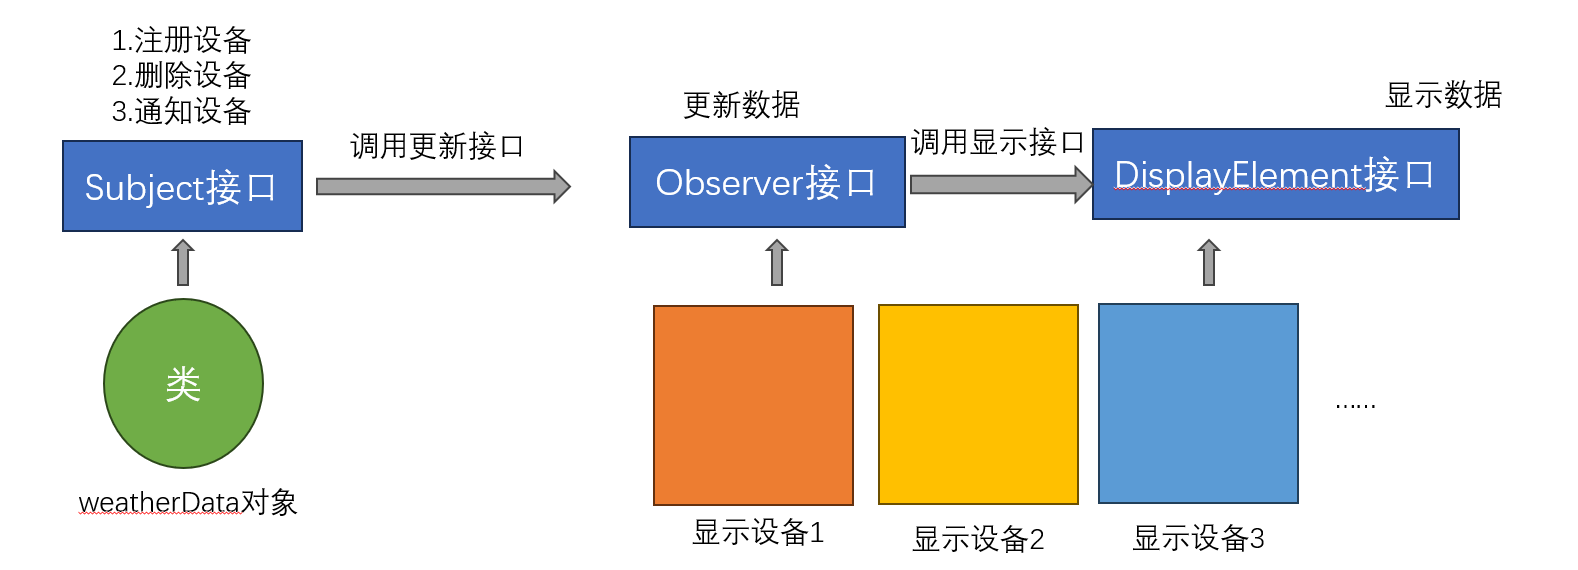 1.注册设备
2.删除设备
3.通知设备
Subject接口
调用更新接口
更新数据
Observer接口
调用显示接口
显示数据
DisplayElement接口
类
weatherData对象
显示设备1
显示设备2
显示设备3
……